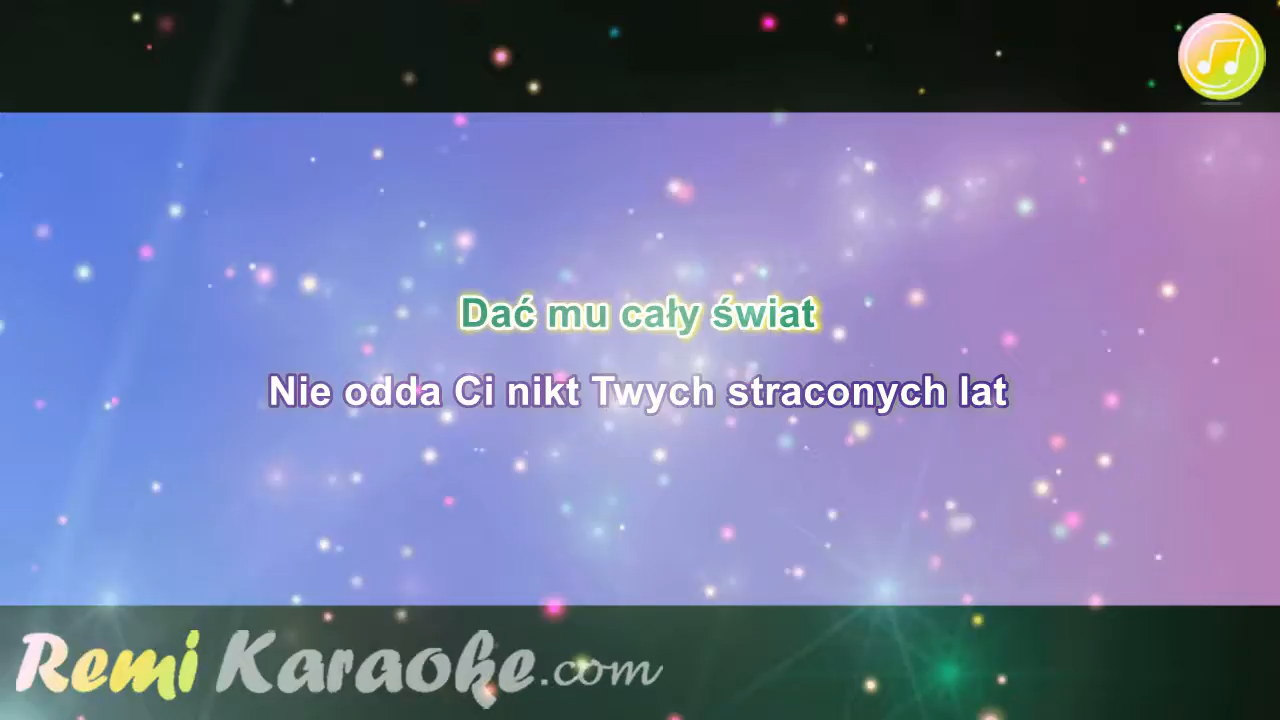 Dać mu cały świat
Nie odda Ci nikt Twych straconych lat
Remi Karaoke.com